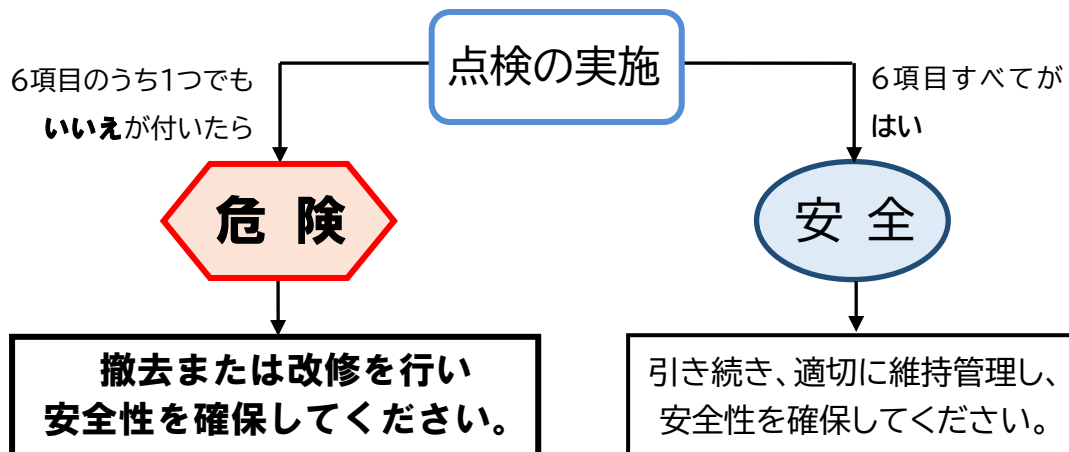 点検の実施
6項目のうち1つでも
いいえが付いたら
6項目すべてが
はい
危 険
安 全
撤去または改修を行い
安全性を確保してください。
引き続き、適切に維持管理し、
安全性を確保してください。